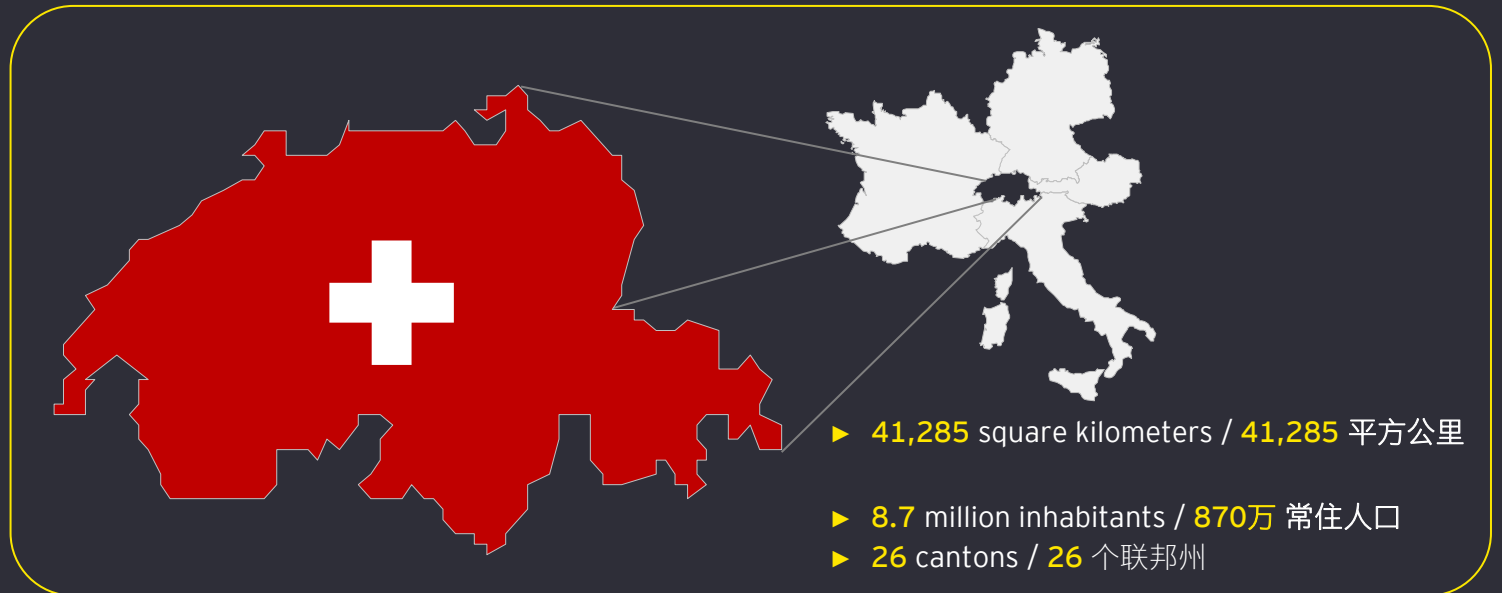 ► 41,285 square kilometers / 41,285 平方公里
► 8.7 million inhabitants / 870万 常住人口
► 26 cantons / 26 个联邦州